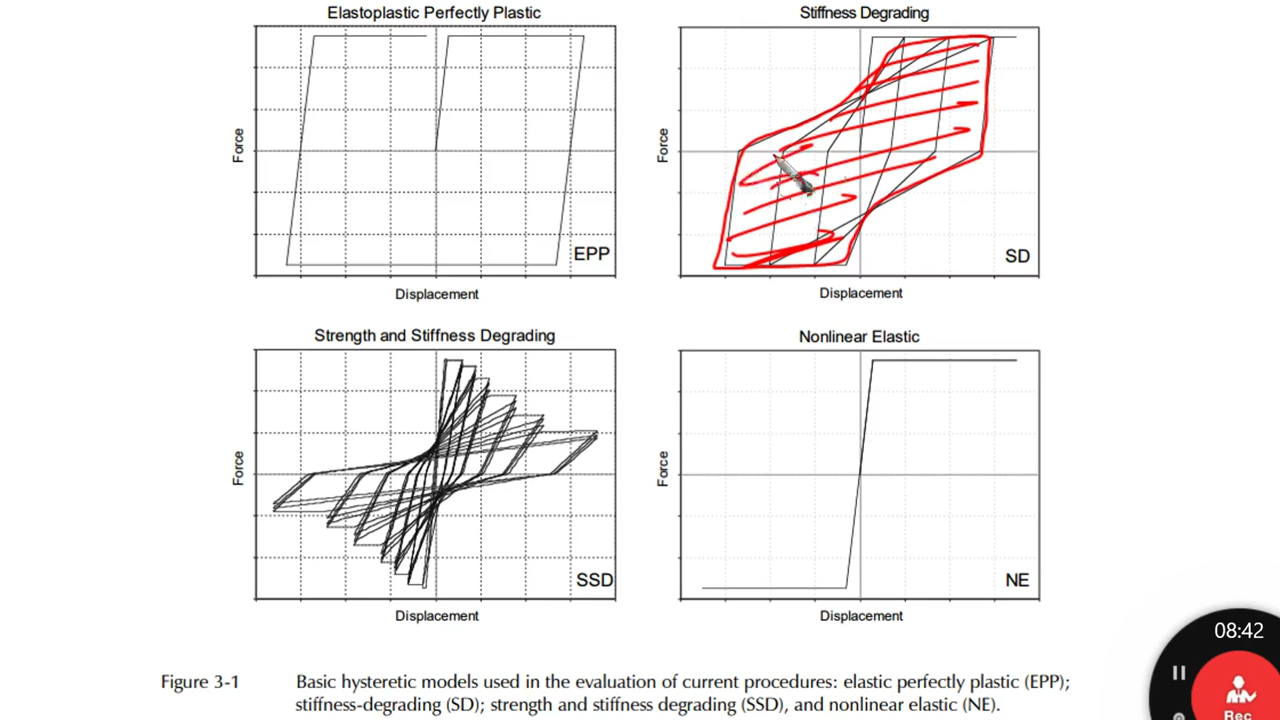 Elastoplastic Perfectly Plastic
Force
EPP
Displacement
Stiffness Degrading
Force
SD
Displacement
Strength and Stiffness Degrading
Force
SSD
Displacement
Nonlinear Elastic
Force
NE
Displacement
Figure 3-1 Basic hysteretic models used in the evaluation of current procedures: elastic perfectly plastic (EPP);
stiffness-degrading (SD); strength and stiffness degrading (SSD), and nonlinear elastic (NE).
08:42
Rec